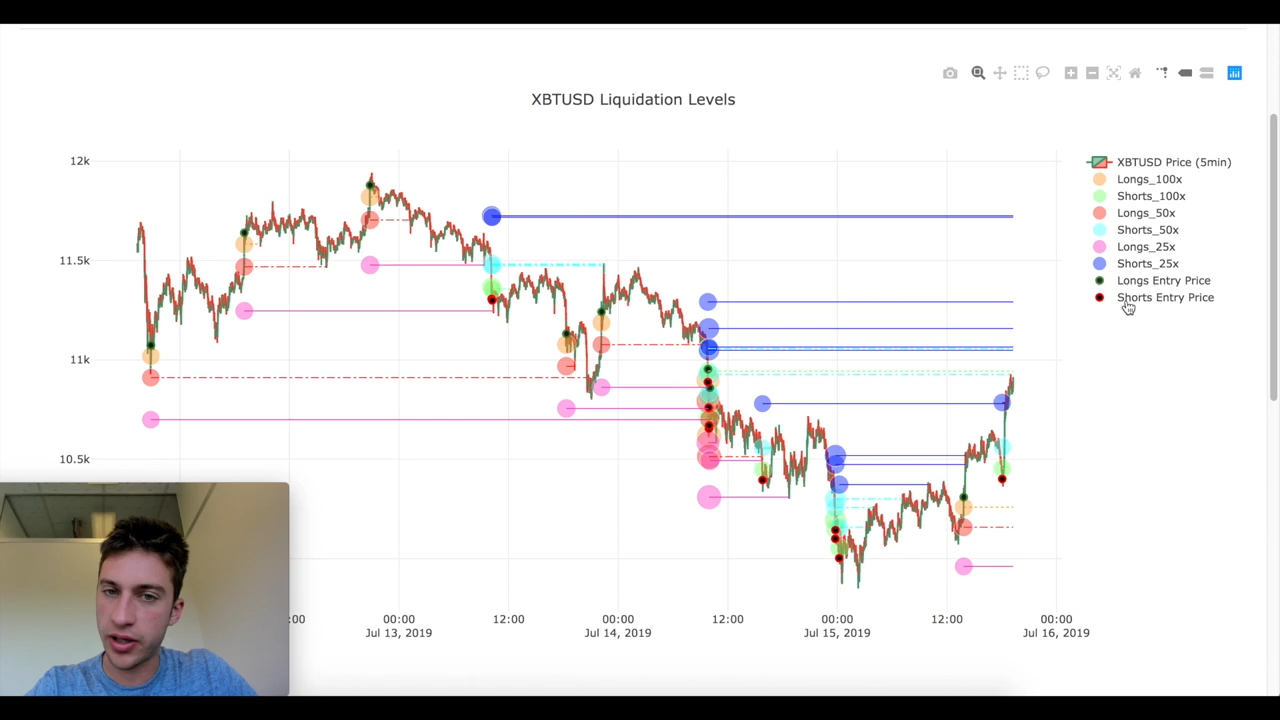 XBTUSD Liquidation Levels
12k
11.5k
11k
10.5k
XBTUSD Price (5min)
Longs_100x
Shorts_100x
Longs_50x
Shorts_50x
Longs_25x
Shorts_25x
Longs Entry Price
Shorts Entry Price
:00 00:00 12:00 00:00 12:00 00:00 12:00 00:00
Jul 13, 2019 Jul 14, 2019 Jul 15, 2019 Jul 16, 2019